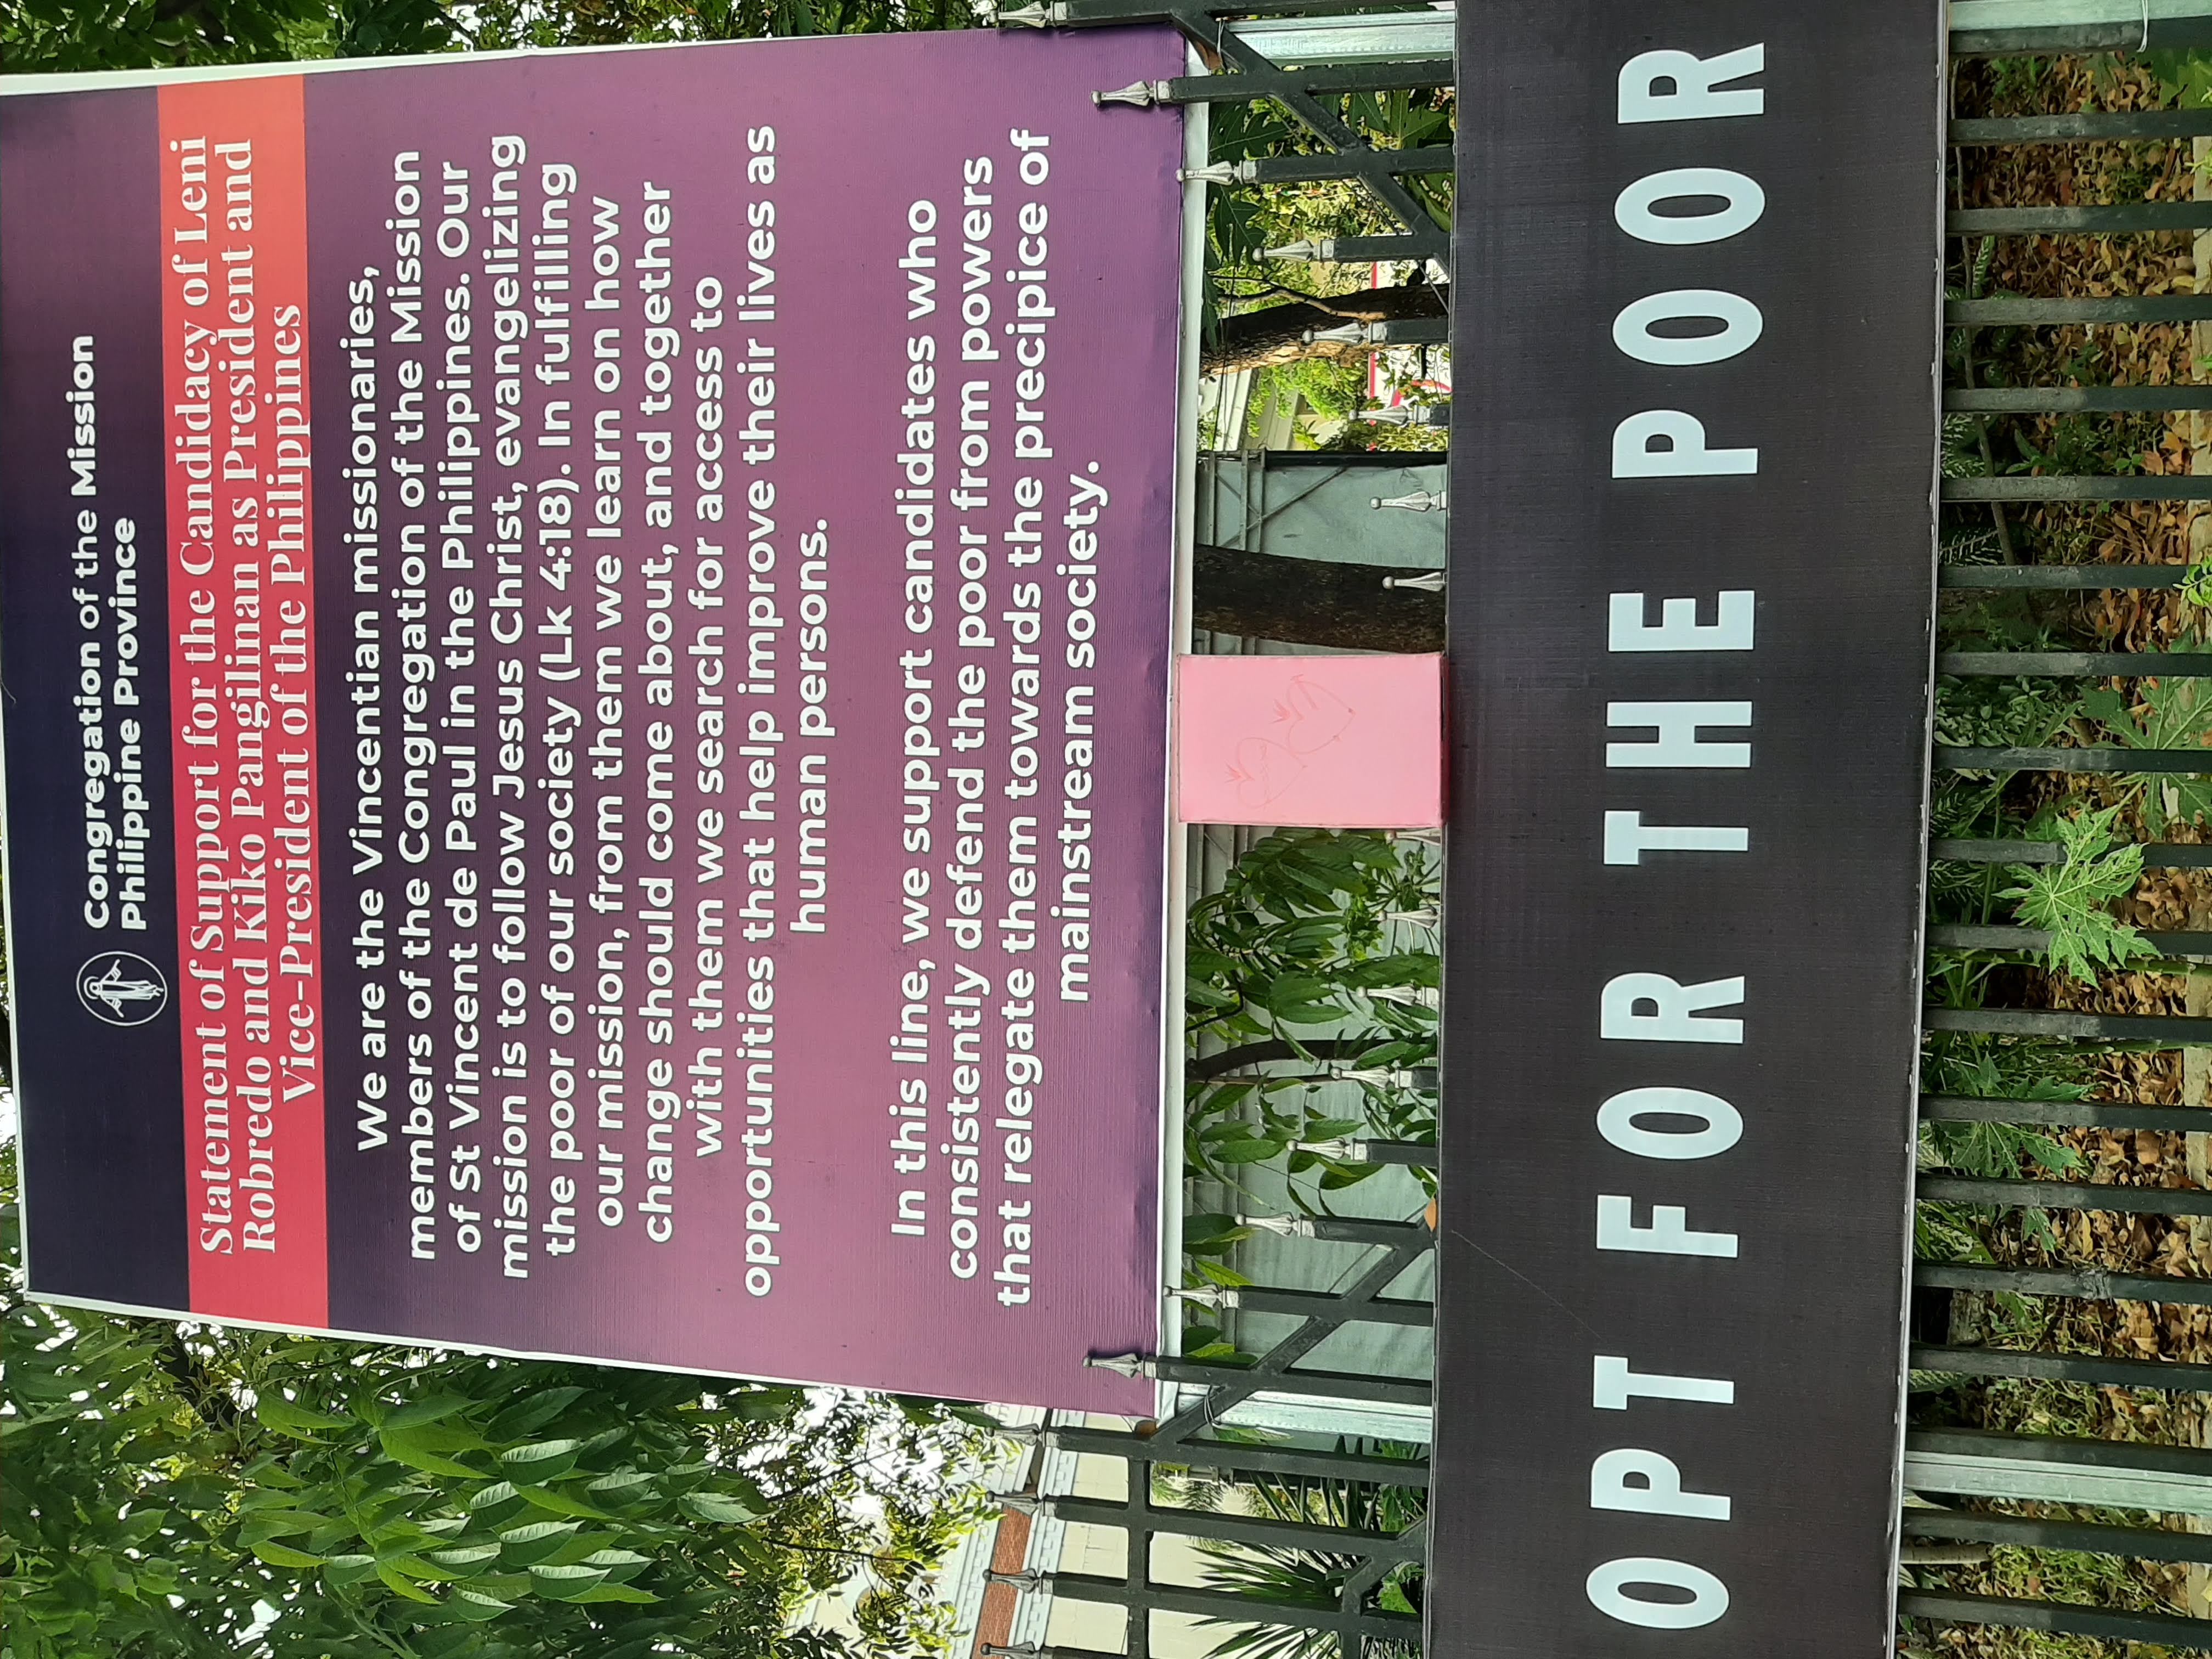 Congregation of the Mission
Philippine Province
Statement of Support for the Candidacy of Leni
Robredo and Kiko Pangilinan as President and
Vice-President of the Philippines
We are the Vincentian missionaries,
members of the Congregation of the Mission
of St Vincent de Paul in the Philippines. Our
mission is to follow Jesus Christ, evangelizing
the poor of our society (Lk 4:18). In fulfilling
our mission, from them we learn on how
change should come about, and together
with them we search for access to
opportunities that help improve their lives as
human persons.
In this line, we support candidates who
consistently defend the poor from powers
that relegate them towards the precipice of
mainstream society.
OPT FOR THE POOR